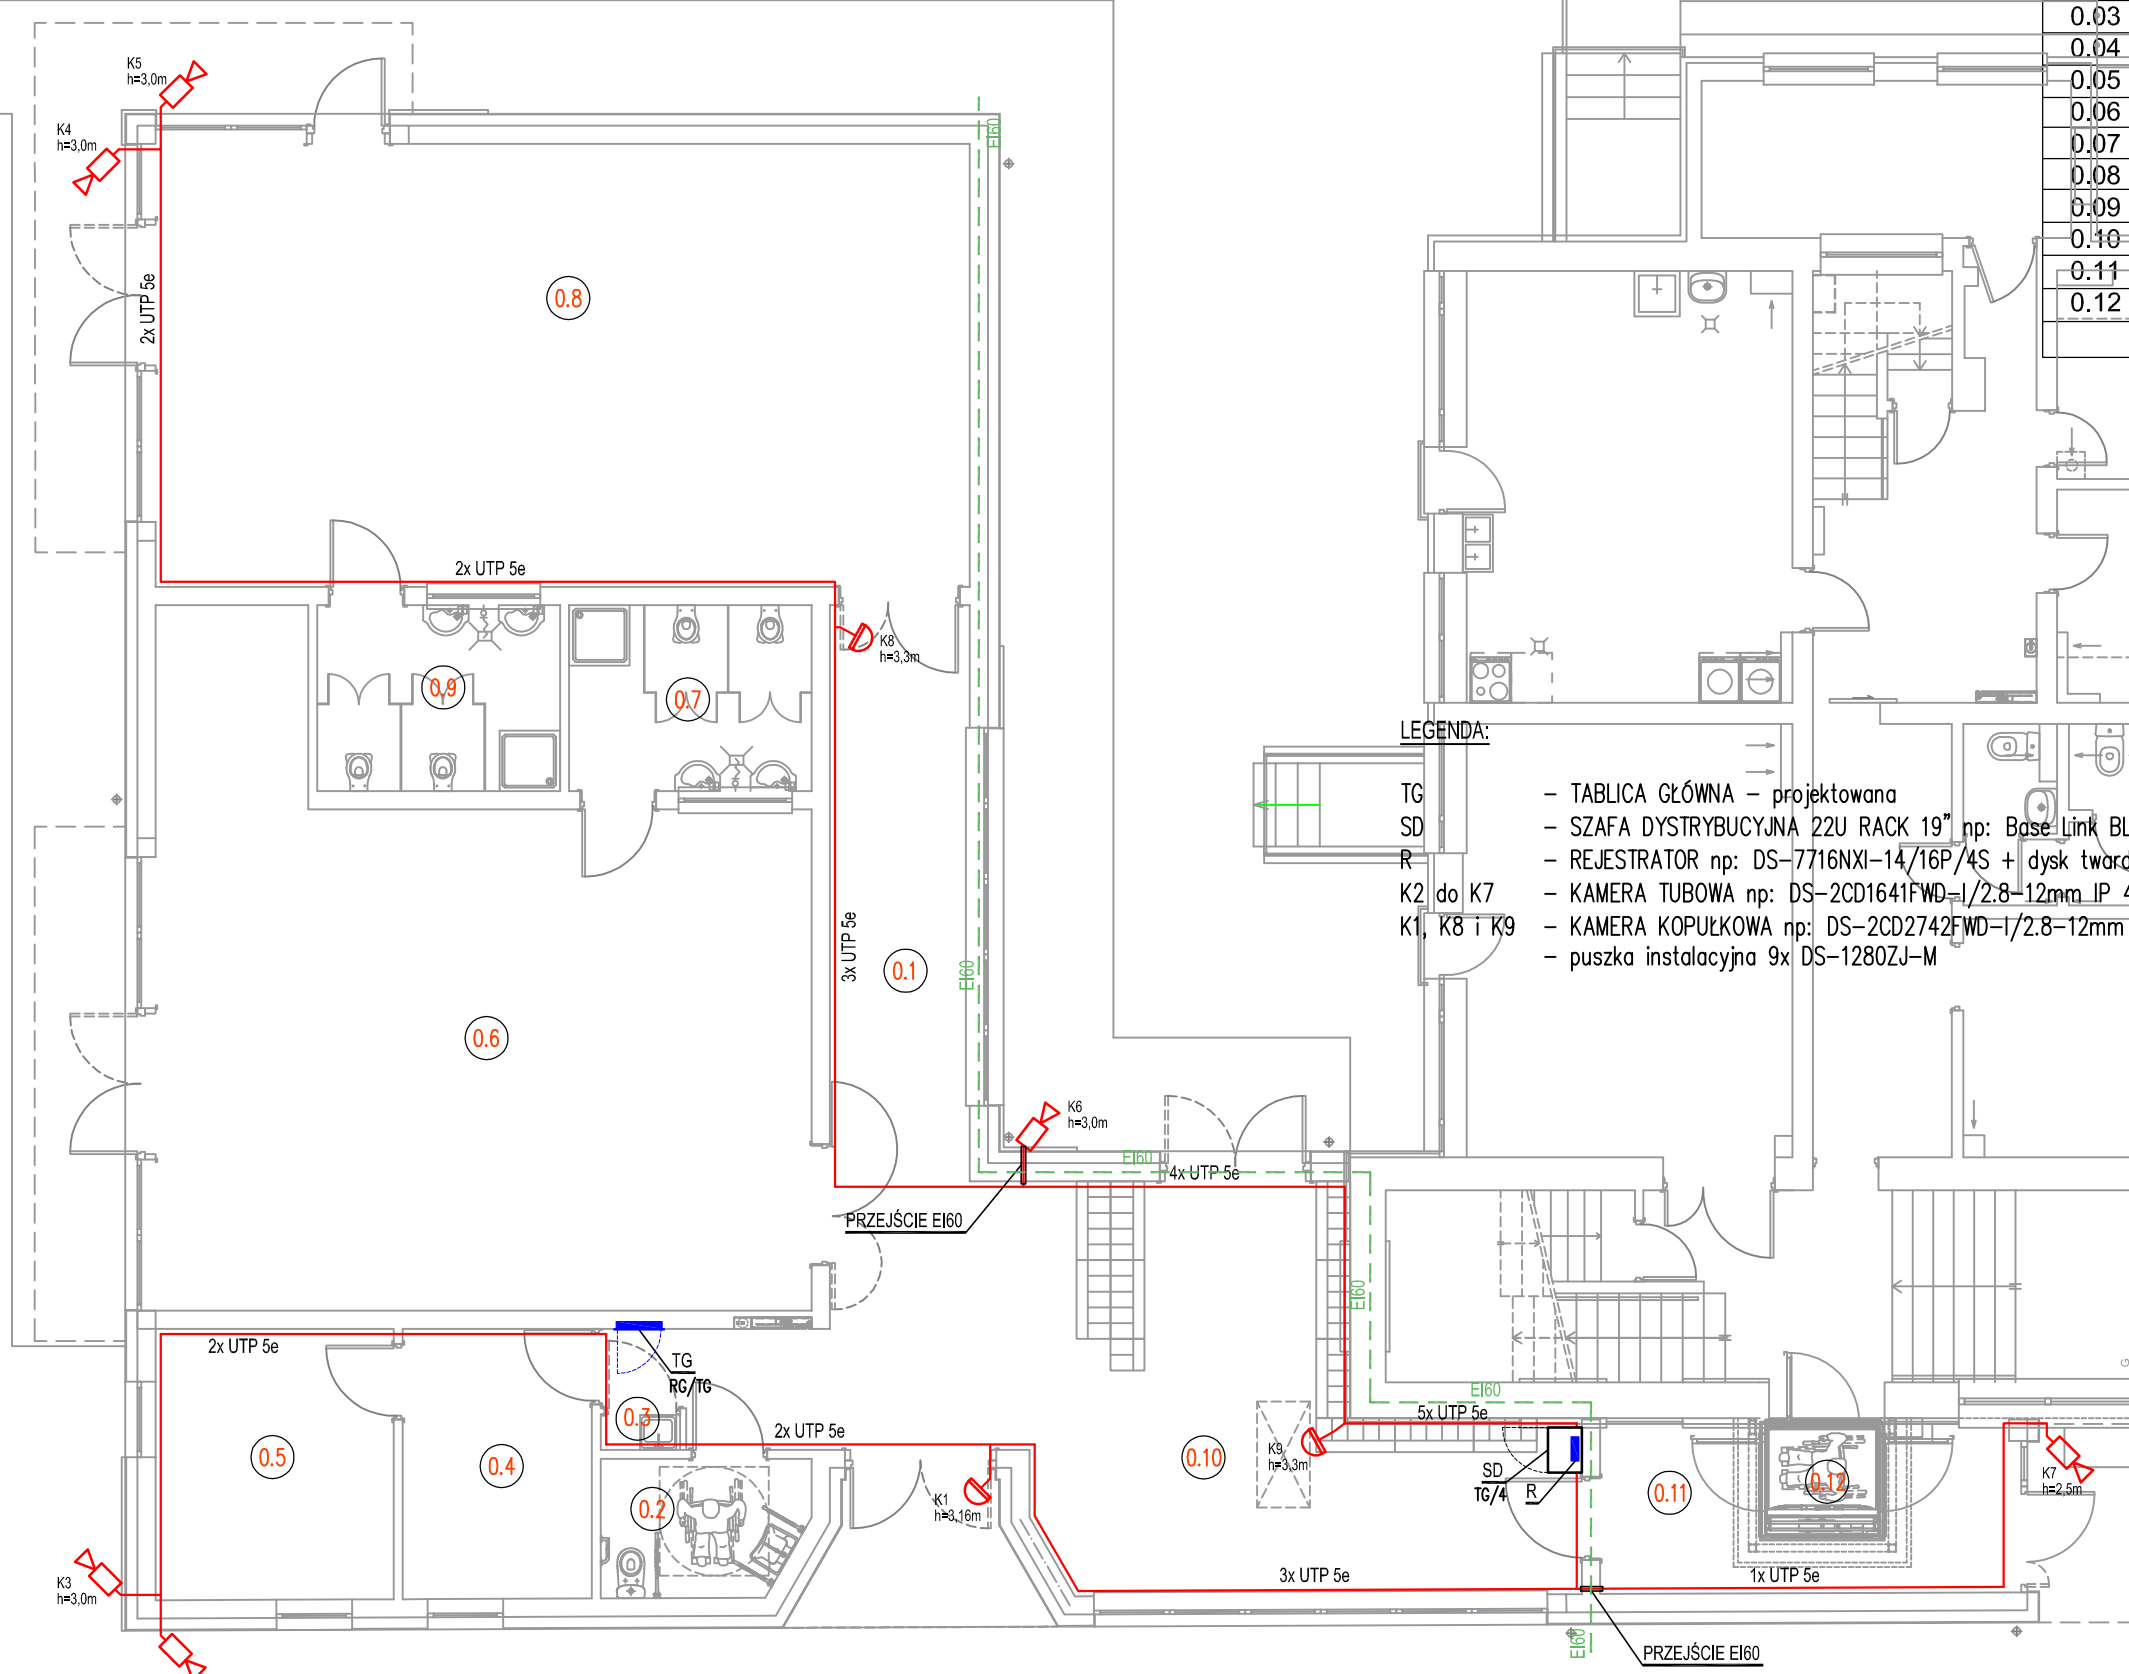 0.03
0.04
0.05
0.06
0.07
0.08
0.09
0.10
0.11
0.12
K5
h=3,0m
K4
h=3,0m
EI60
2x UTP 5e
0.8
2x UTP 5e
K8
h=3,3m
0.9
0.7
LEGENDA:
TG – TABLICA GŁÓWNA – projektowana
SD – SZAFA DYSTRYBUCYJNA 22U RACK 19" np: Base Link BL
R – REJESTRATOR np: DS-7716NXI-14/16P/4S + dysk tward
K2 do K7 – KAMERA TUBOWA np: DS-2CD1641FWD-I/2.8-12mm IP 4
K1, K8 i K9 – KAMERA KOPUŁKOWA np: DS-2CD2742FWD-I/2.8-12mm
– puszka instalacyjna 9x DS-1280ZJ-M
3x UTP 5e
0.1
EI60
0.6
K6
h=3,0m
EI60
4x UTP 5e
PRZEJŚCIE EI60
EI60
2x UTP 5e
TG
RG/TG
EI60
0.3
5x UTP 5e
2x UTP 5e
0.5
0.4
0.10
K9
h=3,3m
SD
TG/4
R
0.11
0.12
K7
h=2,5m
0.2
K1
h=3,16m
K3
h=3,0m
3x UTP 5e
1x UTP 5e
EI60
PRZEJŚCIE EI60
G